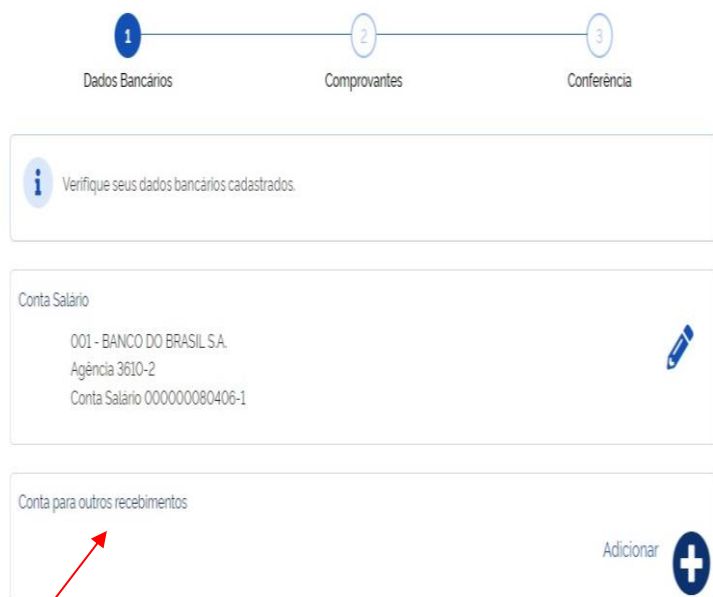 1 2 3
Dados Bancários Comprovantes Conferência
i Verifique seus dados bancários cadastrados.
Conta Salário
001 - BANCO DO BRASIL S.A.
Agência 3610-2
Conta Salário 000000080406-1
Conta para outros recebimentos
Adicionar